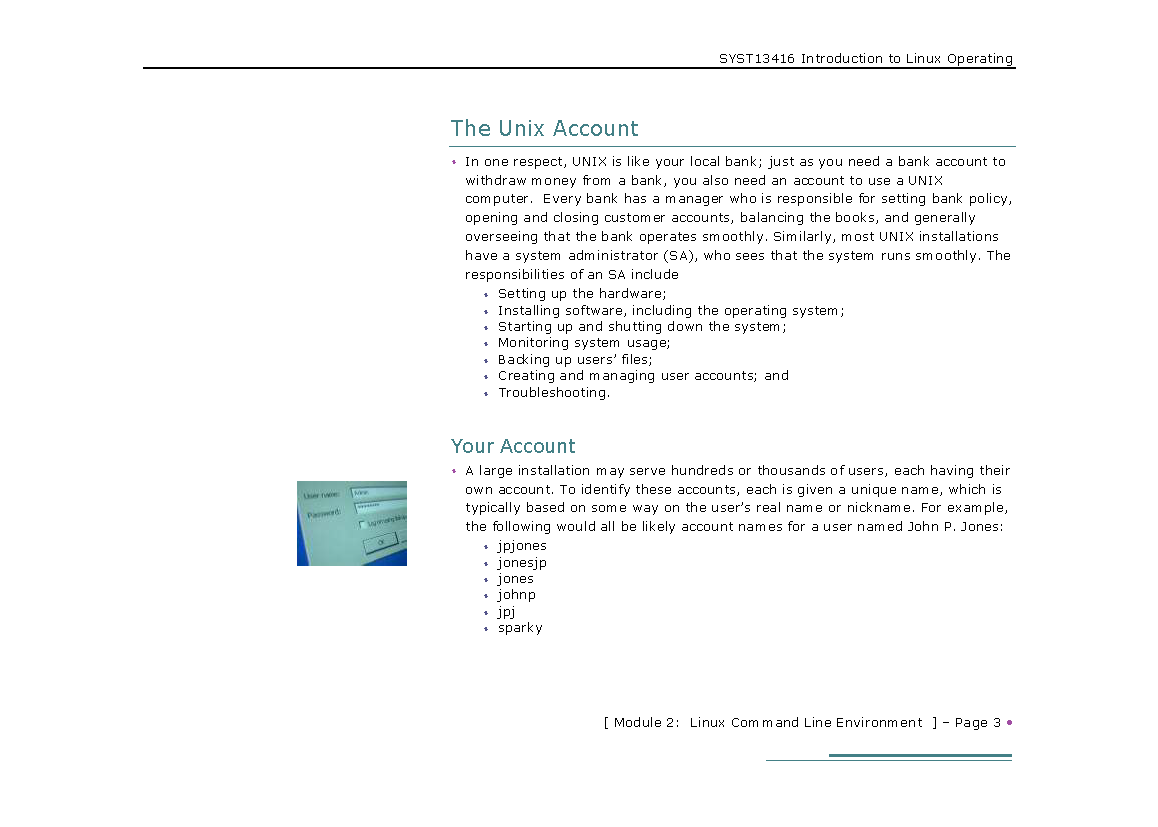 SYST13416 Introduction to Linux Operating
The Unix Account
In one respect, UNIX is like your local bank; just as you need a bank account to
withdraw money from a bank, you also need an account to use a UNIX
computer.  Every bank has a manager who is responsible for setting bank policy,
opening and closing customer accounts, balancing the books, and generally
overseeing that the bank operates smoothly. Similarly, most UNIX installations
have a system administrator (SA), who sees that the system runs smoothly. The
responsibilities of an SA include
Setting up the hardware;
Installing software, including the operating system;
Starting up and shutting down the system;
Monitoring system usage;
Backing up users’ files;
Creating and managing user accounts; and
Troubleshooting.
Your Account
A large installation may serve hundreds or thousands of users, each having their
own account. To identify these accounts, each is given a unique name, which is
typically based on some way on the user’s real name or nickname. For example,
the following would all be likely account names for a user named John P. Jones:
User name: Admin
Password: 
OK
jpjones
jonesjp
jones
johnp
jpj
sparky
[ Module 2:  Linux Command Line Environment  ] – Page 3 •